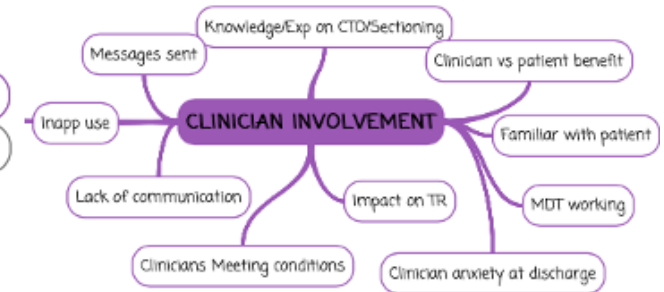 Knowledge/Exp on CTO/Sectioning
Messages sent
Clinician vs patient benefit
Inapp use
CLINICIAN INVOLVEMENT
Familiar with patient
Lack of communication
Impact on TR
MDT working
Clinicians Meeting conditions
Clinician anxiety at discharge